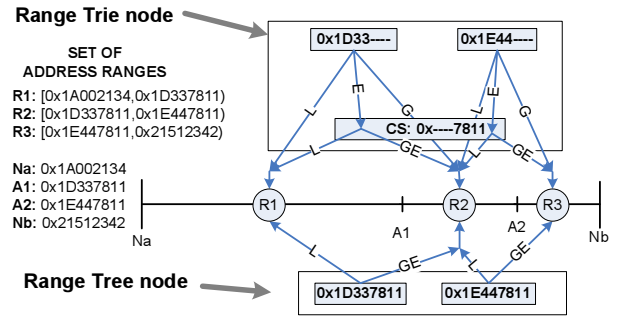 Range Trie node
0x1D33----
0x1E44----
SET OF
ADDRESS RANGES
R1: [0x1A002134,0x1D337811)
R2: [0x1D337811,0x1E447811)
R3: [0x1E447811,0x21512342)
L
E
G
L
E
G
CS: 0x----7811
L
GE
L
GE
Na: 0x1A002134
A1: 0x1D337811
A2: 0x1E447811
Nb: 0x21512342
R1
R2
R3
Na
A1
A2
Nb
L
GE
L
GE
Range Tree node
0x1D337811
0x1E447811